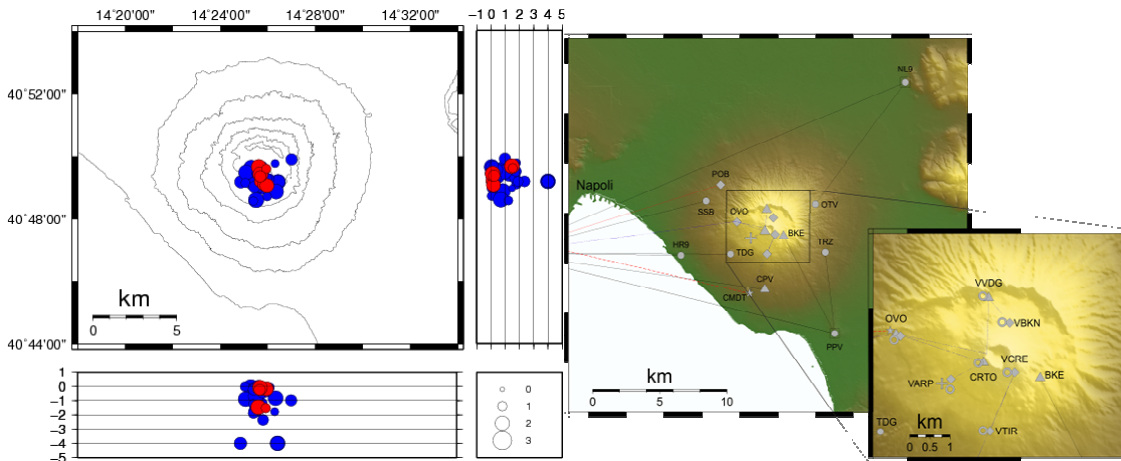 14°20'00" 14°24'00" 14°28'00" 14°32'00"
−1 0 1 2 3 4 5
40°52'00"
40°48'00"
40°44'00"
km
0 5
1
0
−1
−2
−3
−4
−5
0
1
2
3
NL9
POB
Napoli
SSB
OVO
OTV
BKE
HR9
TDG
TRZ
CPV
CMDT
PPV
km
0 5 10
VVDG
OVO
VBKN
VCRE
CRTO
BKE
VARP
TDG
km
VTIR
0 0.5 1